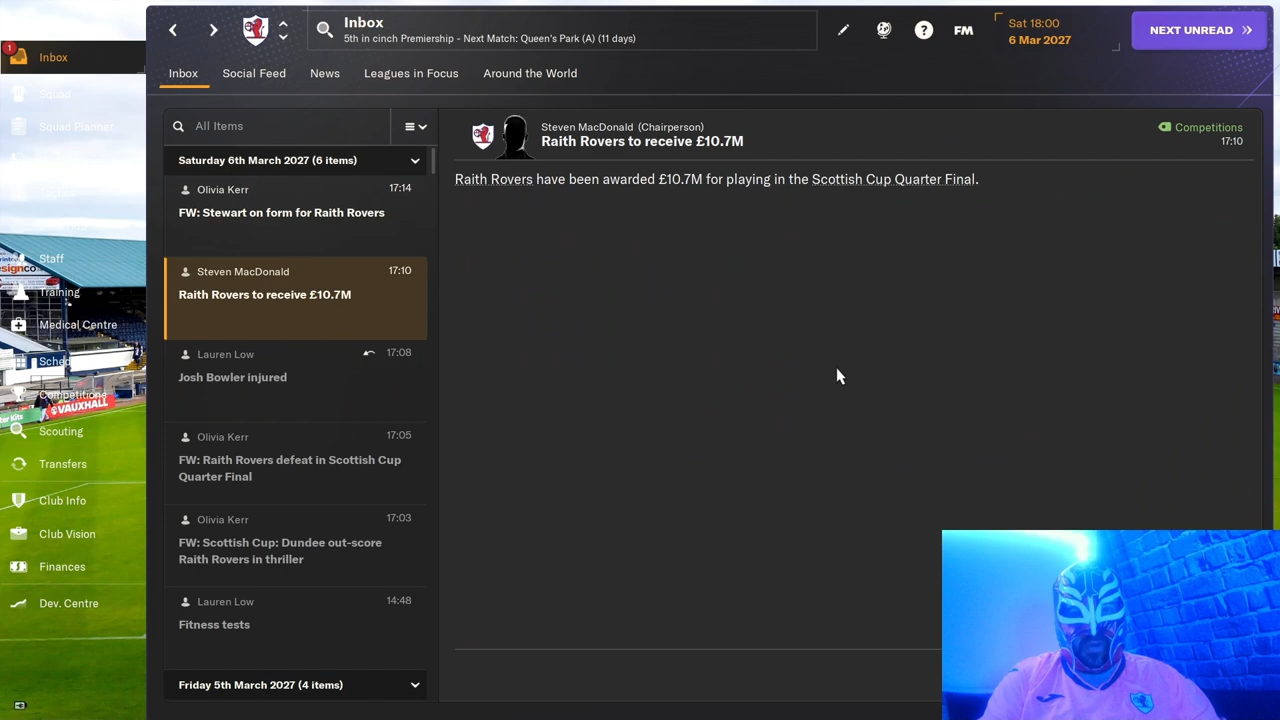 Inbox
5th in cinch Premiership - Next Match: Queen's Park (A) (11 days)
FM
Sat 18:00
6 Mar 2027
NEXT UNREAD
1
Inbox
Squad
Squad Planner
Staff
Training
Medical Centre
Sched
Competitions
Scouting
Transfers
Club Info
Club Vision
Finances
Dev. Centre
VAUXHALL
Inbox
Social Feed
News
Leagues in Focus
Around the World
All Items
Saturday 6th March 2027 (6 items)
Olivia Kerr
17:14
FW: Stewart on form for Raith Rovers
Steven MacDonald
17:10
Raith Rovers to receive £10.7M
Lauren Low
17:08
Josh Bowler injured
Olivia Kerr
17:05
FW: Raith Rovers defeat in Scottish Cup
Quarter Final
Olivia Kerr
17:03
FW: Scottish Cup: Dundee out-score
Raith Rovers in thriller
Lauren Low
14:48
Fitness tests
Friday 5th March 2027 (4 items)
Steven MacDonald (Chairperson)
Raith Rovers to receive £10.7M
Competitions
17:10
Raith Rovers have been awarded £10.7M for playing in the Scottish Cup Quarter Final.